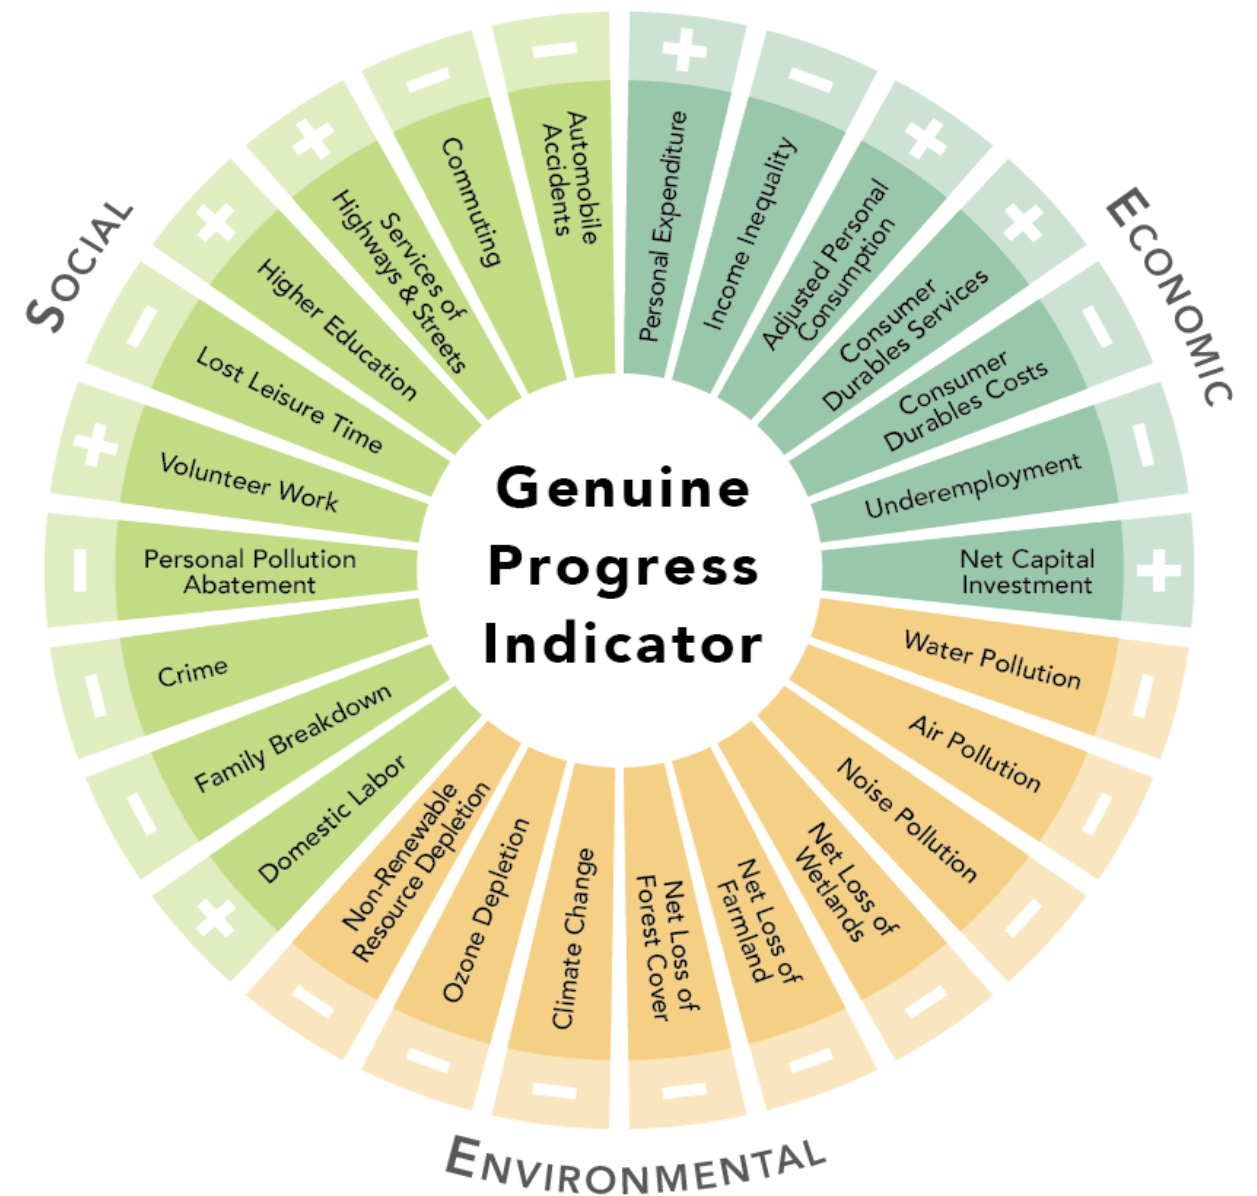 Genuine
Progress
Indicator
ECONOMIC
+
Personal Expenditure
−
Income Inequality
+
Adjusted Personal
Consumption
+
Consumer
Durables Services
−
Consumer
Durables Costs
−
Underemployment
+
Net Capital
Investment
ENVIRONMENTAL
−
Water Pollution
−
Air Pollution
−
Noise Pollution
−
Net Loss of
Wetlands
−
Net Loss of
Farmland
−
Net Loss of
Forest Cover
−
Climate Change
−
Ozone Depletion
−
Non-Renewable
Resource Depletion
SOCIAL
+
Domestic Labor
−
Family Breakdown
−
Crime
−
Personal Pollution
Abatement
+
Volunteer Work
−
Lost Leisure Time
+
Higher Education
+
Services of
Highways & Streets
−
Commuting
−
Automobile
Accidents